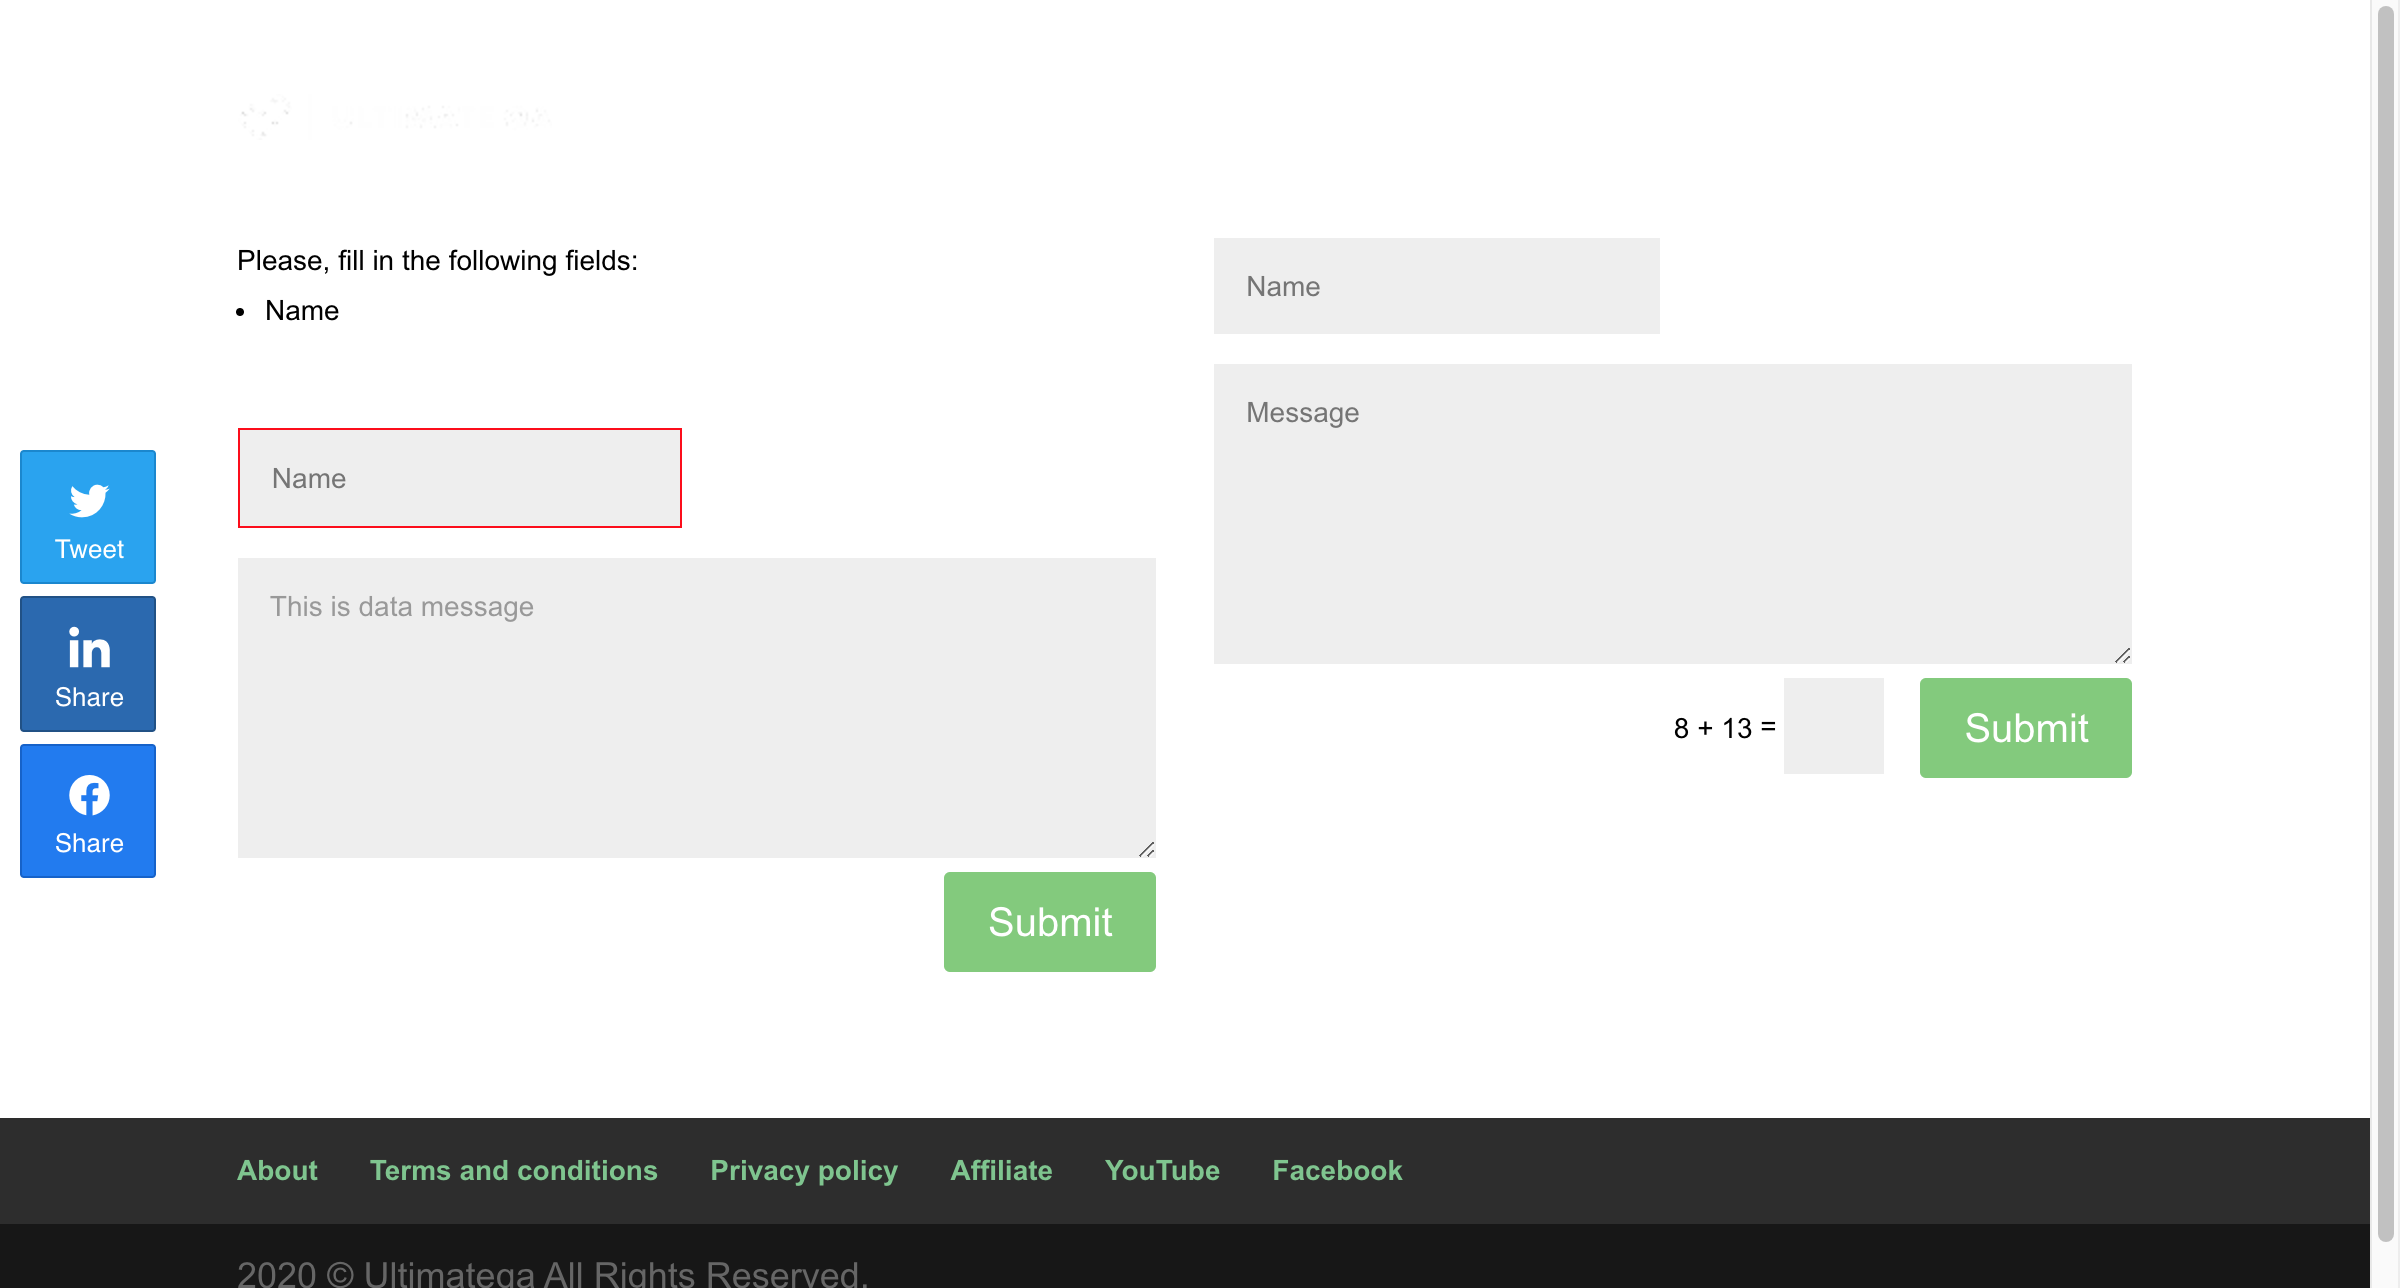 Please, fill in the following fields:
• Name
Name
This is data message
Submit
Name
Message
8 + 13 =
Submit
Tweet
Share
Share
About Terms and conditions Privacy policy Affiliate YouTube Facebook
2020 © Ultimateqa All Rights Reserved.